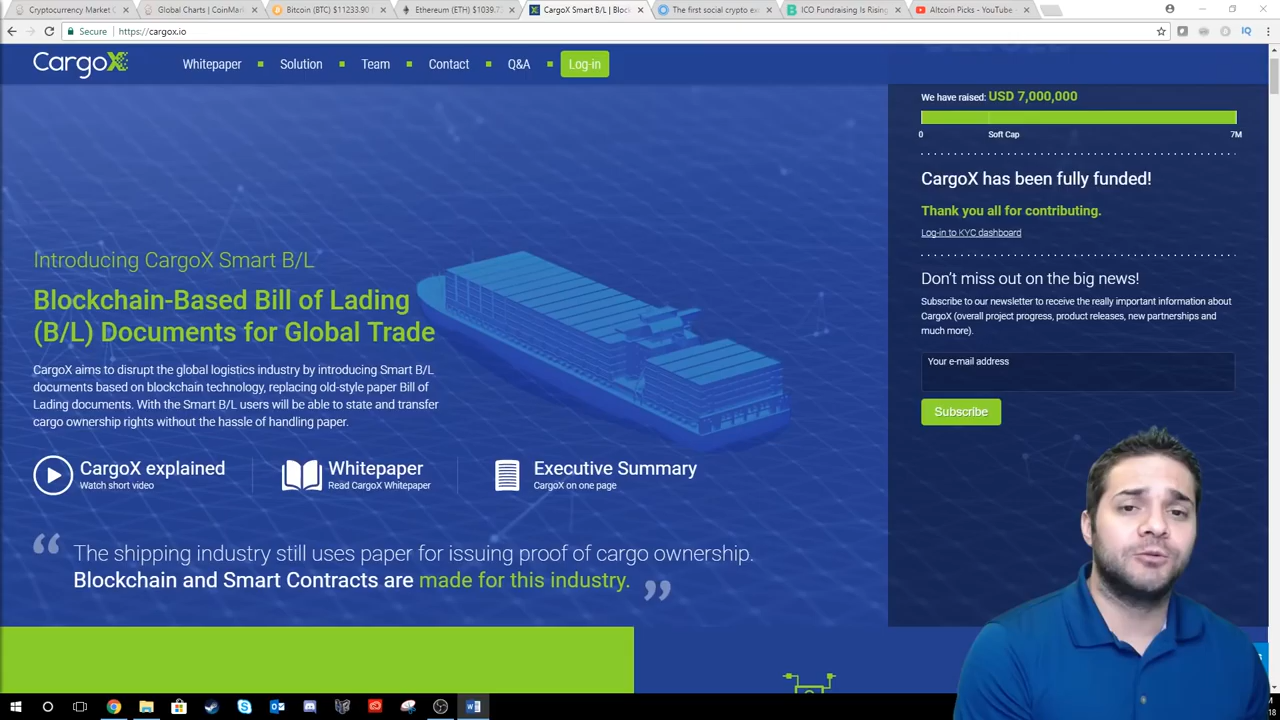 Cryptocurrency Market C
Global Charts | CoinMark
Bitcoin (BTC) $11233.90
Ethereum (ETH) $1039.7
CargoX Smart B/L | Bloc
The first social crypto ex
ICO Fundraising Is Rising
Altcoin Picks - YouTube
Secure
https://cargox.io
CargoX
Whitepaper
Solution
Team
Contact
Q&A
Log-in
We have raised: USD 7,000,000
0
Soft Cap
7M
CargoX has been fully funded!
Thank you all for contributing.
Log-in to KYC dashboard
Don't miss out on the big news!
Subscribe to our newsletter to receive the really important information about
CargoX (overall project progress, product releases, new partnerships and
much more).
Your e-mail address
Subscribe
Introducing CargoX Smart B/L
Blockchain-Based Bill of Lading
(B/L) Documents for Global Trade
CargoX aims to disrupt the global logistics industry by introducing Smart B/L
documents based on blockchain technology, replacing old-style paper Bill of
Lading documents. With the Smart B/L users will be able to state and transfer
cargo ownership rights without the hassle of handling paper.
CargoX explained
Watch short video
Whitepaper
Read CargoX Whitepaper
Executive Summary
CargoX on one page
“ The shipping industry still uses paper for issuing proof of cargo ownership.
Blockchain and Smart Contracts are made for this industry. ”